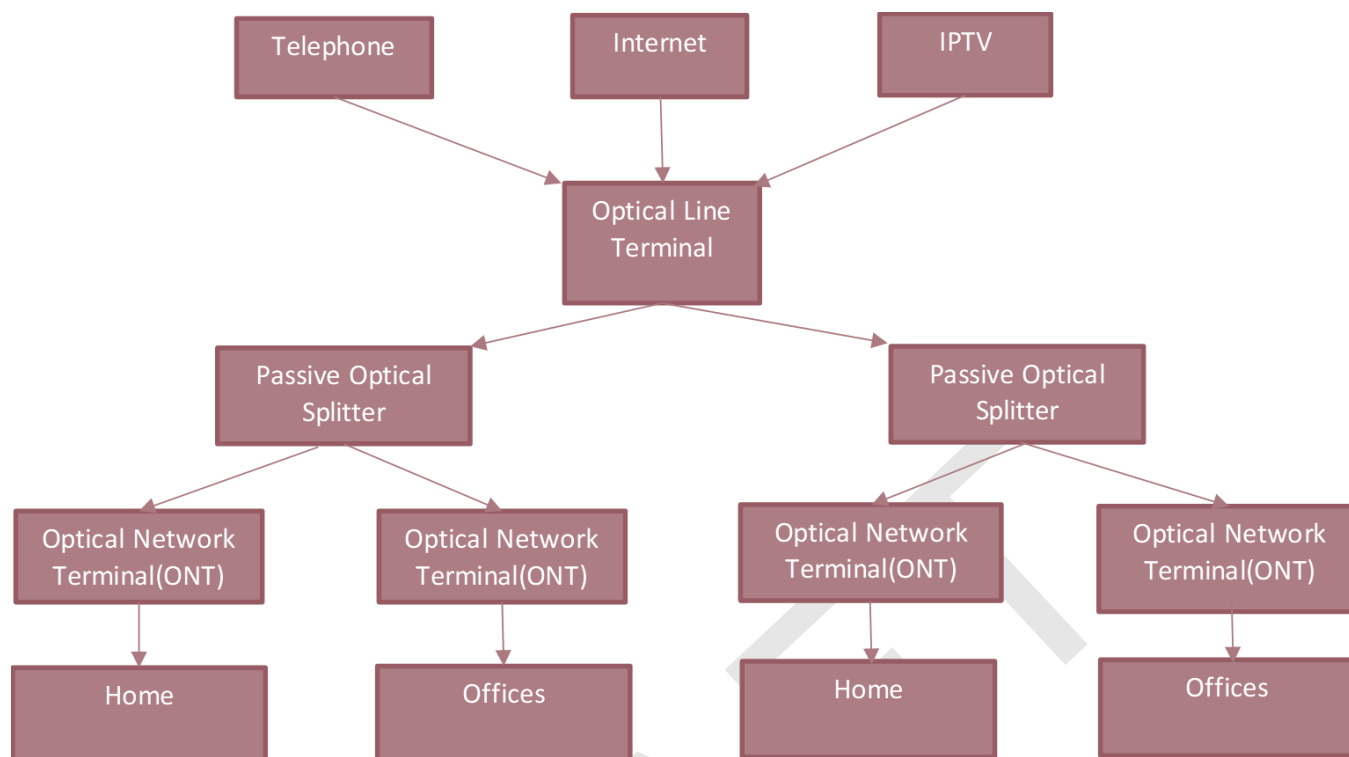 Telephone
Internet
IPTV
Optical Line
Terminal
Passive Optical
Splitter
Passive Optical
Splitter
Optical Network
Terminal(ONT)
Optical Network
Terminal(ONT)
Optical Network
Terminal(ONT)
Optical Network
Terminal(ONT)
Home
Offices
Home
Offices